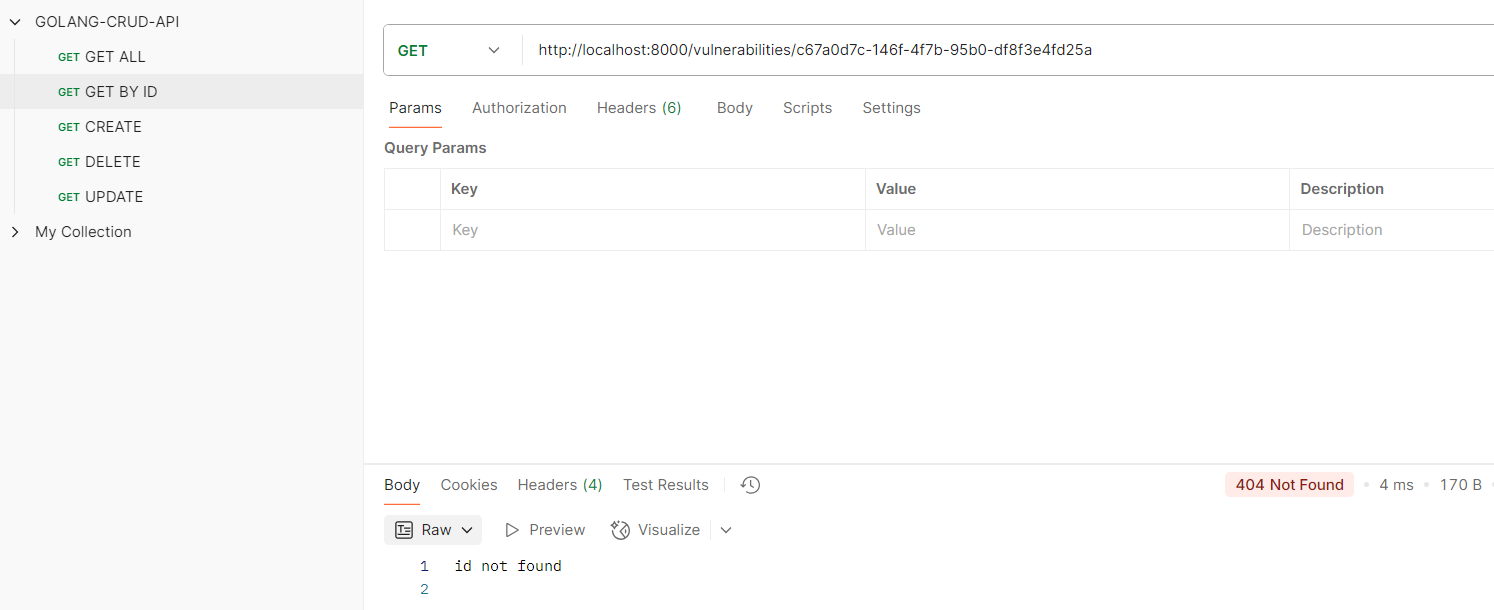 GOLANG-CRUD-API
GET GET ALL
GET GET BY ID
GET CREATE
GET DELETE
GET UPDATE
My Collection
GET http://localhost:8000/vulnerabilities/c67a0d7c-146f-4f7b-95b0-df8f3e4fd25a
Params Authorization Headers (6) Body Scripts Settings
Query Params
Key Value Description
Key Value Description
Body Cookies Headers (4) Test Results 404 Not Found • 4 ms • 170 B
Raw Preview Visualize
1 id not found
2